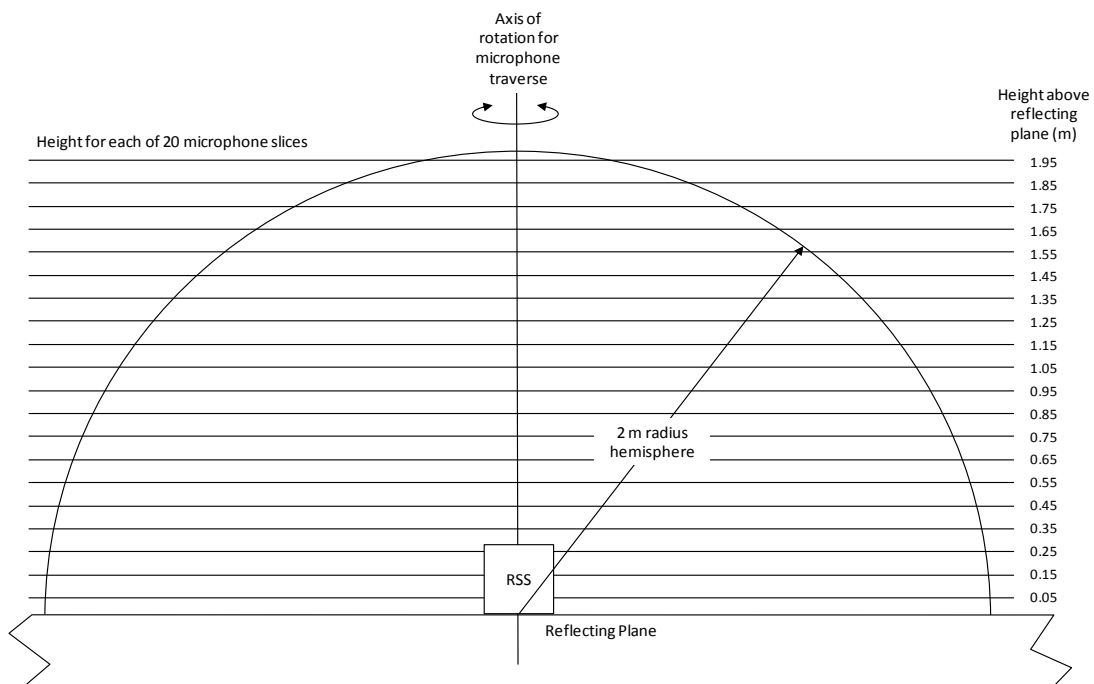 Axis of
rotation for
microphone
traverse
Height above
reflecting
plane (m)
Height for each of 20 microphone slices
1.95
1.85
1.75
1.65
1.55
1.45
1.35
1.25
1.15
1.05
0.95
0.85
0.75
0.65
0.55
0.45
0.35
0.25
0.15
0.05
2 m radius
hemisphere
RSS
Reflecting Plane